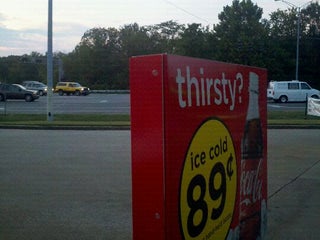 thirsty?
ice cold
89¢
Coca-Cola